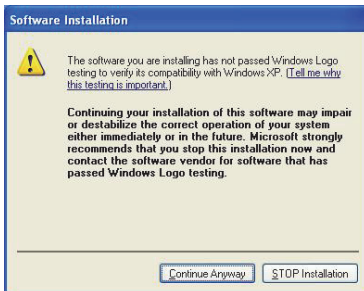 Software Installation
The software you are installing has not passed Windows Logo
testing to verify its compatibility with Windows XP. (Tell me why
this testing is important.)
Continuing your installation of this software may impair
or destabilize the correct operation of your system
either immediately or in the future. Microsoft strongly
recommends that you stop this installation now and
contact the software vendor for software that has
passed Windows Logo testing.
Continue Anyway STOP Installation